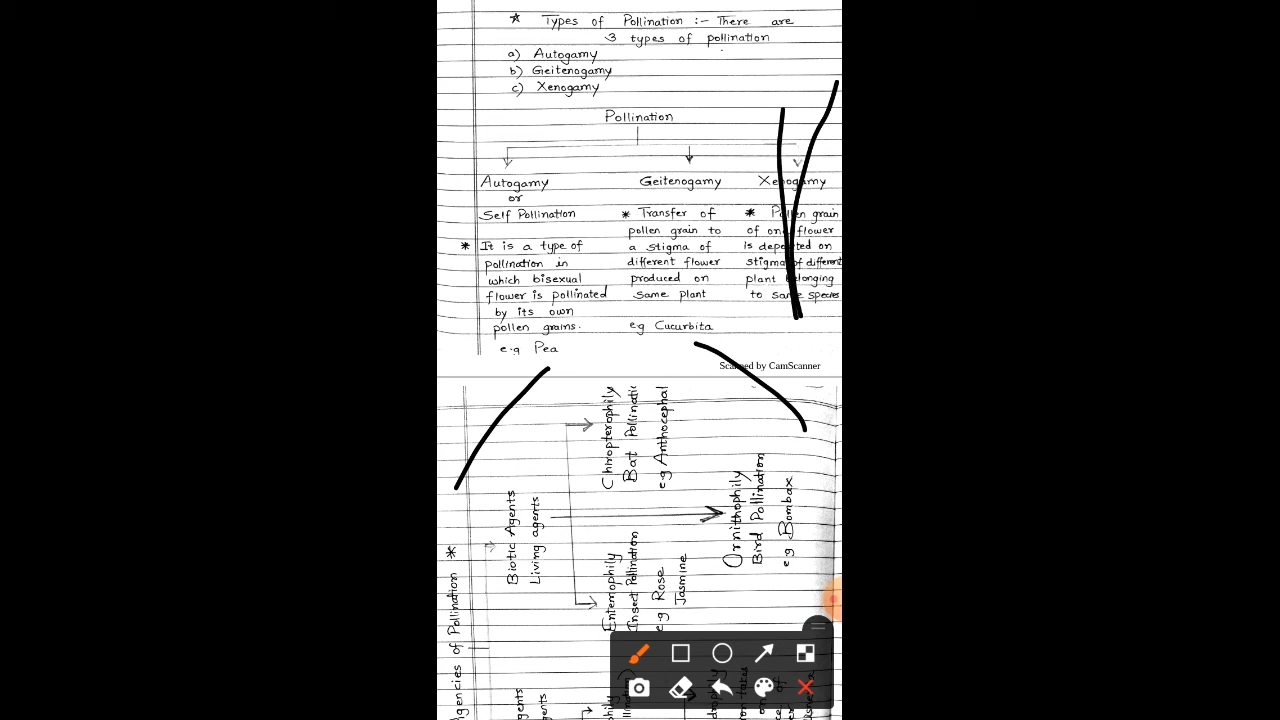 * Types of Pollination :- There are
3 types of pollination
a) Autogamy
b) Geitenogamy
c) Xenogamy
Pollination
Autogamy
or
Self Pollination
* It is a type of
pollination in
which bisexual
flower is pollinated
by its own
pollen grains.
e.g Pea
Geitenogamy
* Transfer of
pollen grain to
a stigma of
different flower
produced on
same plant
eg Cucurbita
Xenogamy
* Pollen grain
of one flower
is deposited on
stigma of different
plant belonging
to same species
Scanned by CamScanner
Agencies of Pollination *
Biotic Agents
Living agents
Chiropterophily
Bat Pollinatio
eg Anthocephal
Ornithophily
Bird Pollination
eg Bombax
Entemophily
Insect Pollination
eg Rose
Jasmine